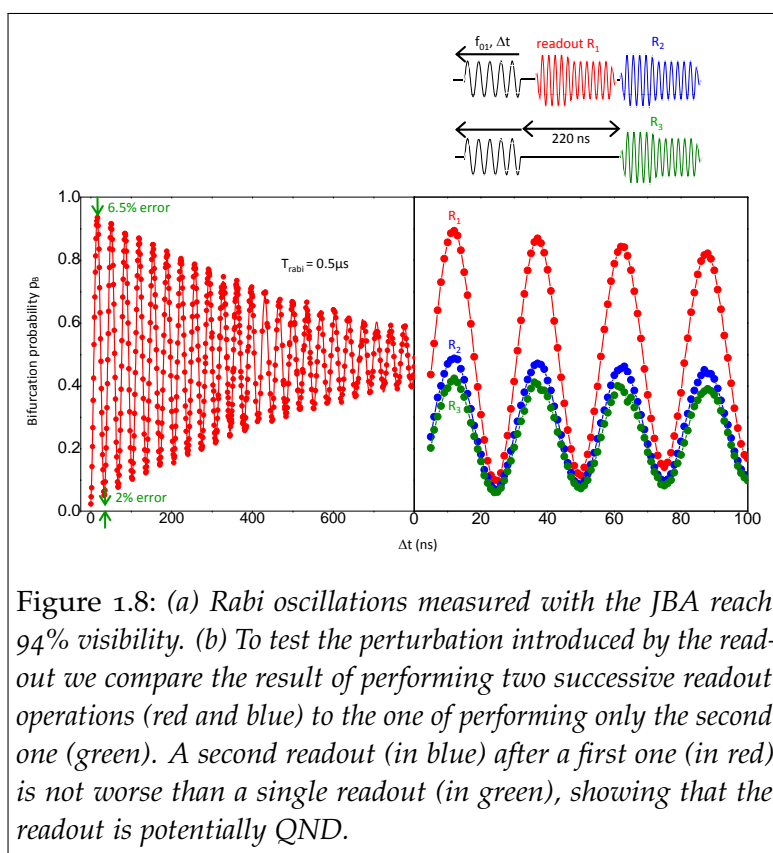 f01, Δt
readout R1
R2
220 ns
R3
1.0
0.8
0.6
0.4
0.2
0.0
Bifurcation probability pB
6.5% error
Trabi = 0.5µs
2% error
R1
R2
R3
0
200
400
600
0
20
40
60
80
100
Δt (ns)
Figure 1.8: (a) Rabi oscillations measured with the JBA reach
94% visibility. (b) To test the perturbation introduced by the read-
out we compare the result of performing two successive readout
operations (red and blue) to the one of performing only the second
one (green). A second readout (in blue) after a first one (in red)
is not worse than a single readout (in green), showing that the
readout is potentially QND.